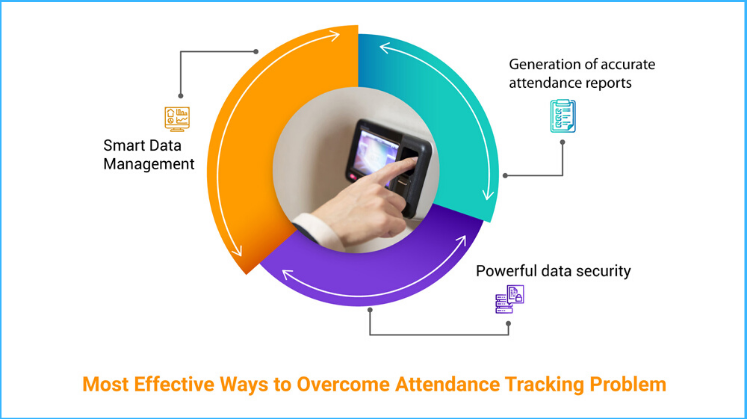 Generation of accurate
attendance reports
Smart Data
Management
Powerful data security
Most Effective Ways to Overcome Attendance Tracking Problem